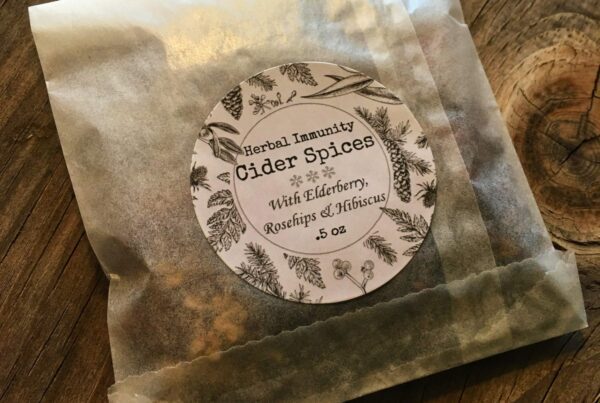 Herbal Immunity
Cider Spices
With Elderberry,
Rosehips & Hibiscus
.5 oz